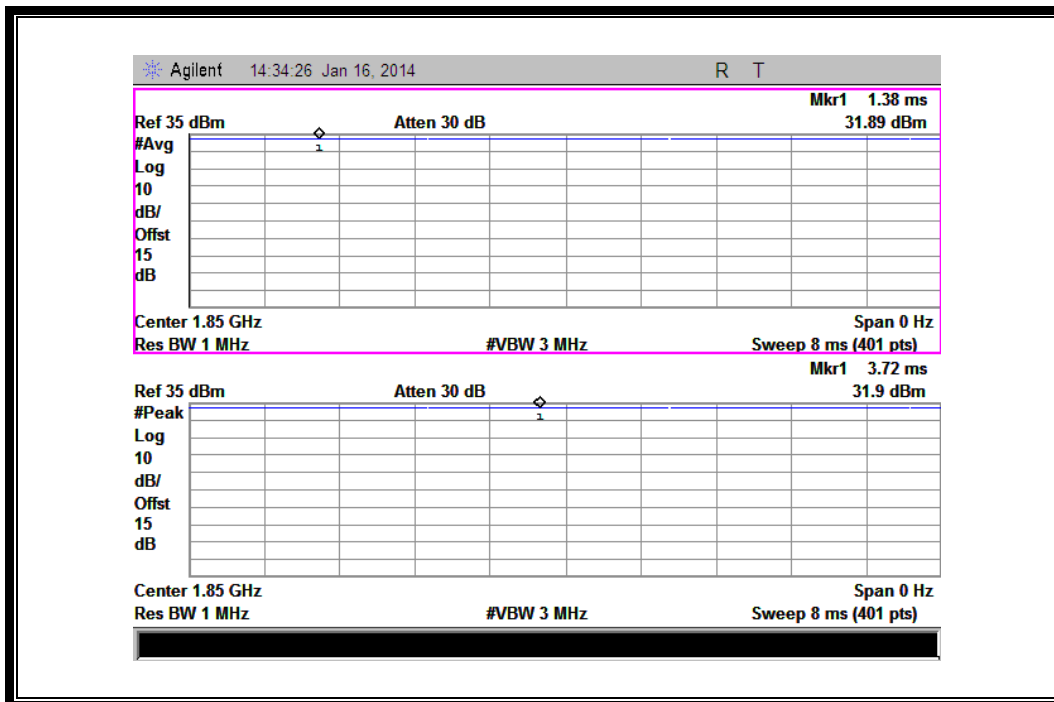 Agilent 14:34:26 Jan 16, 2014 R T
Mkr1 1.38 ms
Ref 35 dBm Atten 30 dB 31.89 dBm
#Avg
1
Log
10
dB/
Offst
15
dB
Center 1.85 GHz Span 0 Hz
Res BW 1 MHz #VBW 3 MHz Sweep 8 ms (401 pts)
Mkr1 3.72 ms
Ref 35 dBm Atten 30 dB 31.9 dBm
#Peak
1
Log
10
dB/
Offst
15
dB
Center 1.85 GHz Span 0 Hz
Res BW 1 MHz #VBW 3 MHz Sweep 8 ms (401 pts)